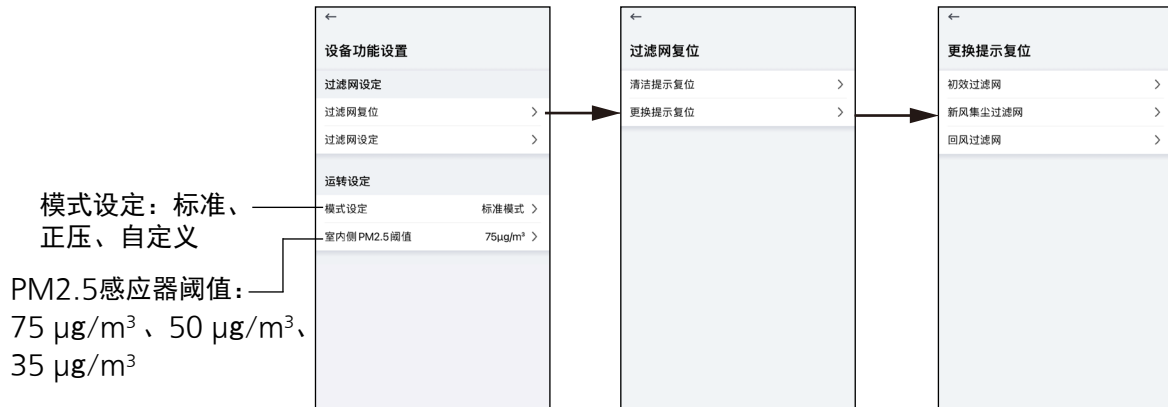 ←
设备功能设置
过滤网设定
过滤网复位
过滤网设定
运转设定
模式设定 标准模式
室内侧PM2.5阈值 75μg/m³
模式设定：标准、
正压、自定义
PM2.5感应器阈值：
75 μg/m³、50 μg/m³、
35 μg/m³
←
过滤网复位
清洁提示复位
更换提示复位
←
更换提示复位
初效过滤网
新风集尘过滤网
回风过滤网